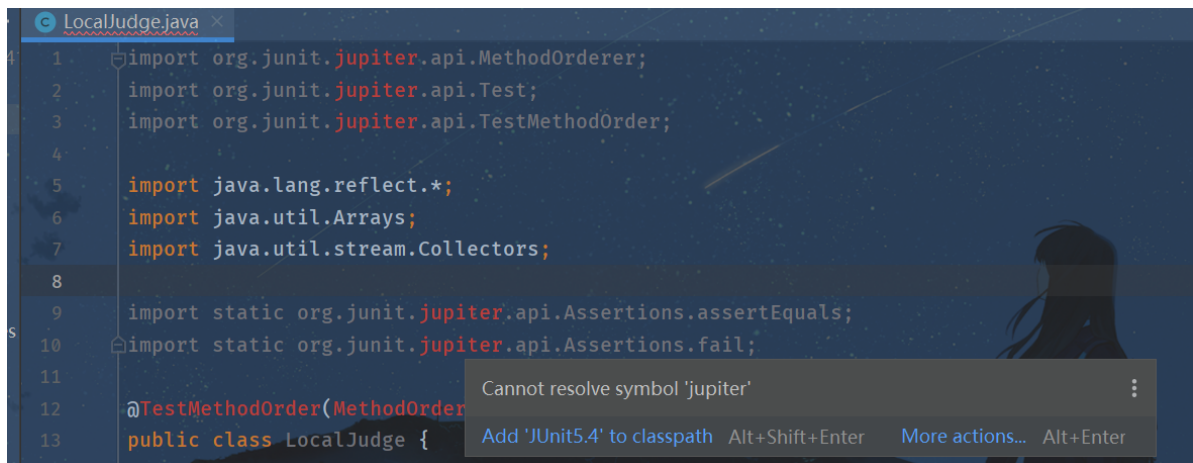 C LocalJudge.java ×
1 import org.junit.jupiter.api.MethodOrderer;
2 import org.junit.jupiter.api.Test;
3 import org.junit.jupiter.api.TestMethodOrder;
4
5 import java.lang.reflect.*;
6 import java.util.Arrays;
7 import java.util.stream.Collectors;
8
9 import static org.junit.jupiter.api.Assertions.assertEquals;
10 import static org.junit.jupiter.api.Assertions.fail;
11
12 @TestMethodOrder(MethodOrder
13 public class LocalJudge {
Cannot resolve symbol 'jupiter'
Add 'JUnit5.4' to classpath Alt+Shift+Enter More actions... Alt+Enter